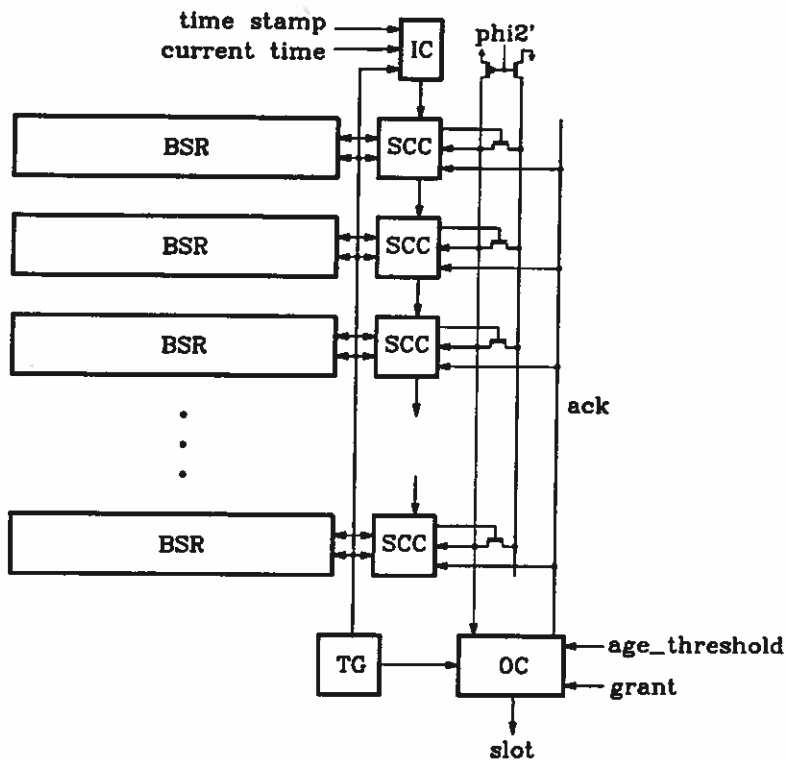 time stamp
current time
IC
phi2'
BSR
SCC
BSR
SCC
BSR
SCC
ack
BSR
SCC
TG
OC
age_threshold
grant
slot